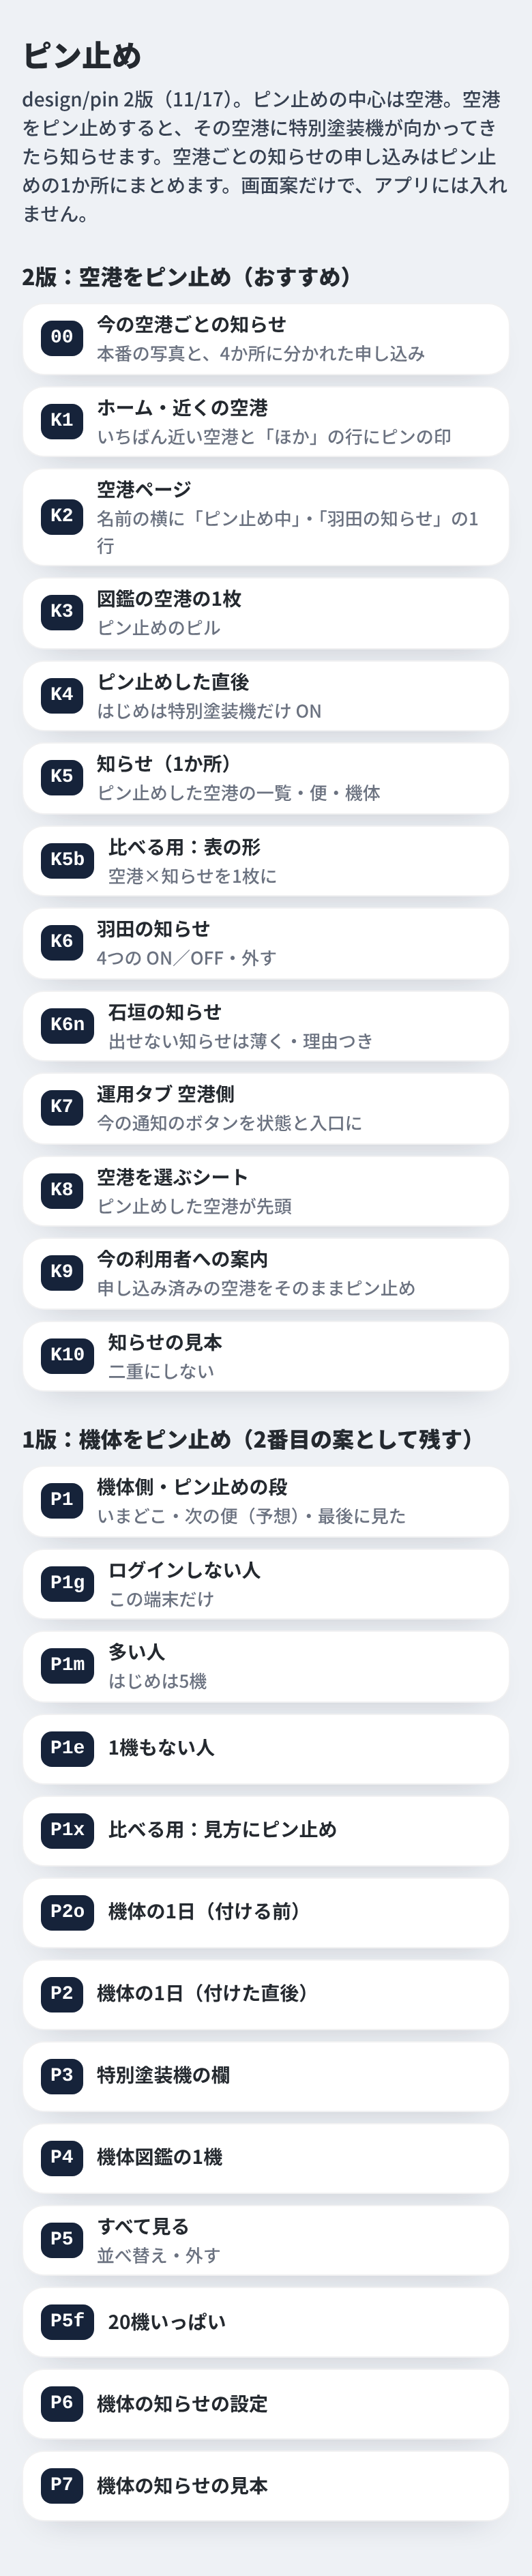 ピン止め
design/pin 2版（11/17）。ピン止めの中心は空港。空港
をピン止めすると、その空港に特別塗装機が向かってき
たら知らせます。空港ごとの知らせの申し込みはピン止
めの1か所にまとめます。画面案だけで、アプリには入れ
ません。
2版：空港をピン止め（おすすめ）
00
今の空港ごとの知らせ
本番の写真と、4か所に分かれた申し込み
K1
ホーム・近くの空港
いちばん近い空港と「ほか」の行にピンの印
K2
空港ページ
名前の横に「ピン止め中」・「羽田の知らせ」の1
行
K3
図鑑の空港の1枚
ピン止めのピル
K4
ピン止めした直後
はじめは特別塗装機だけ ON
K5
知らせ（1か所）
ピン止めした空港の一覧・便・機体
K5b
比べる用：表の形
空港×知らせを1枚に
K6
羽田の知らせ
4つの ON／OFF・外す
K6n
石垣の知らせ
出せない知らせは薄く・理由つき
K7
運用タブ 空港側
今の通知のボタンを状態と入口に
K8
空港を選ぶシート
ピン止めした空港が先頭
K9
今の利用者への案内
申し込み済みの空港をそのままピン止め
K10
知らせの見本
二重にしない
1版：機体をピン止め（2番目の案として残す）
P1
機体側・ピン止めの段
いまどこ・次の便（予想）・最後に見た
P1g
ログインしない人
この端末だけ
P1m
多い人
はじめは5機
P1e
1機もない人
P1x
比べる用：見方にピン止め
P2o
機体の1日（付ける前）
P2
機体の1日（付けた直後）
P3
特別塗装機の欄
P4
機体図鑑の1機
P5
すべて見る
並べ替え・外す
P5f
20機いっぱい
P6
機体の知らせの設定
P7
機体の知らせの見本